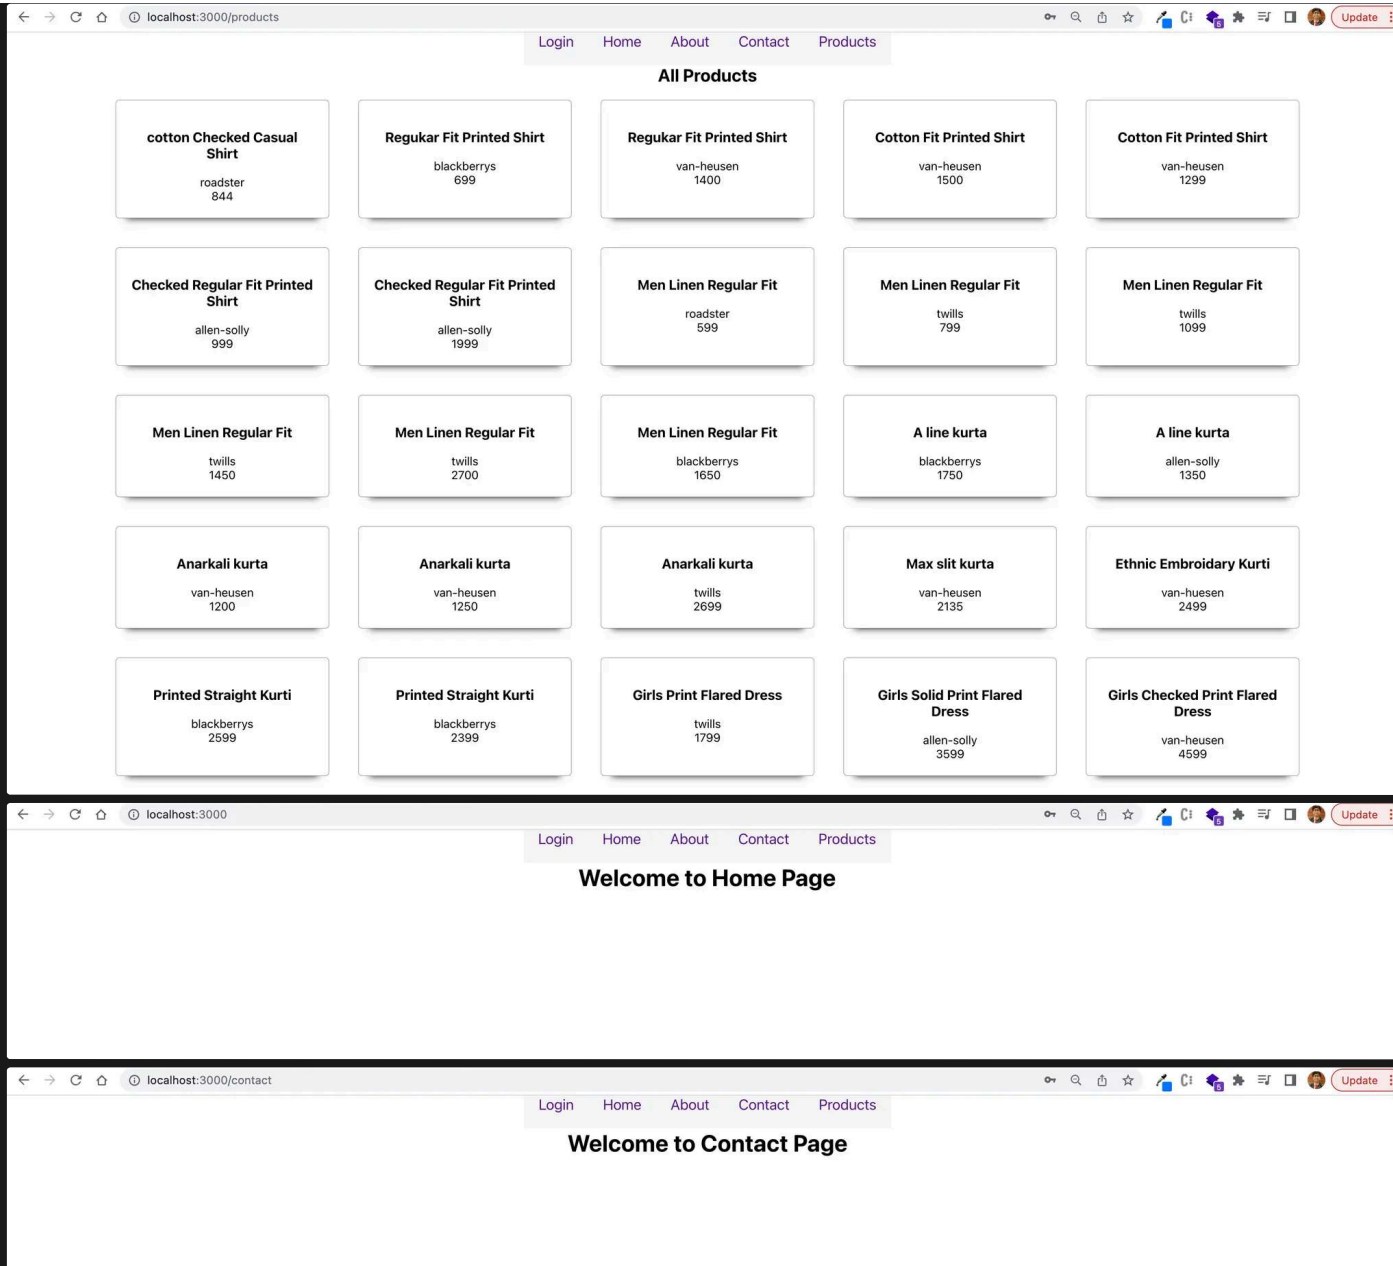 localhost:3000/products
Update
Login Home About Contact Products
All Products
cotton Checked Casual
Shirt
roadster
844
Regukar Fit Printed Shirt
blackberrys
699
Regukar Fit Printed Shirt
van-heusen
1400
Cotton Fit Printed Shirt
van-heusen
1500
Cotton Fit Printed Shirt
van-heusen
1299
Checked Regular Fit Printed
Shirt
allen-solly
999
Checked Regular Fit Printed
Shirt
allen-solly
1999
Men Linen Regular Fit
roadster
599
Men Linen Regular Fit
twills
799
Men Linen Regular Fit
twills
1099
Men Linen Regular Fit
twills
1450
Men Linen Regular Fit
twills
2700
Men Linen Regular Fit
blackberrys
1650
A line kurta
blackberrys
1750
A line kurta
allen-solly
1350
Anarkali kurta
van-heusen
1200
Anarkali kurta
van-heusen
1250
Anarkali kurta
twills
2699
Max slit kurta
van-heusen
2135
Ethnic Embroidary Kurti
van-huesen
2499
Printed Straight Kurti
blackberrys
2599
Printed Straight Kurti
blackberrys
2399
Girls Print Flared Dress
twills
1799
Girls Solid Print Flared
Dress
allen-solly
3599
Girls Checked Print Flared
Dress
van-heusen
4599
localhost:3000
Update
Login Home About Contact Products
Welcome to Home Page
localhost:3000/contact
Update
Login Home About Contact Products
Welcome to Contact Page